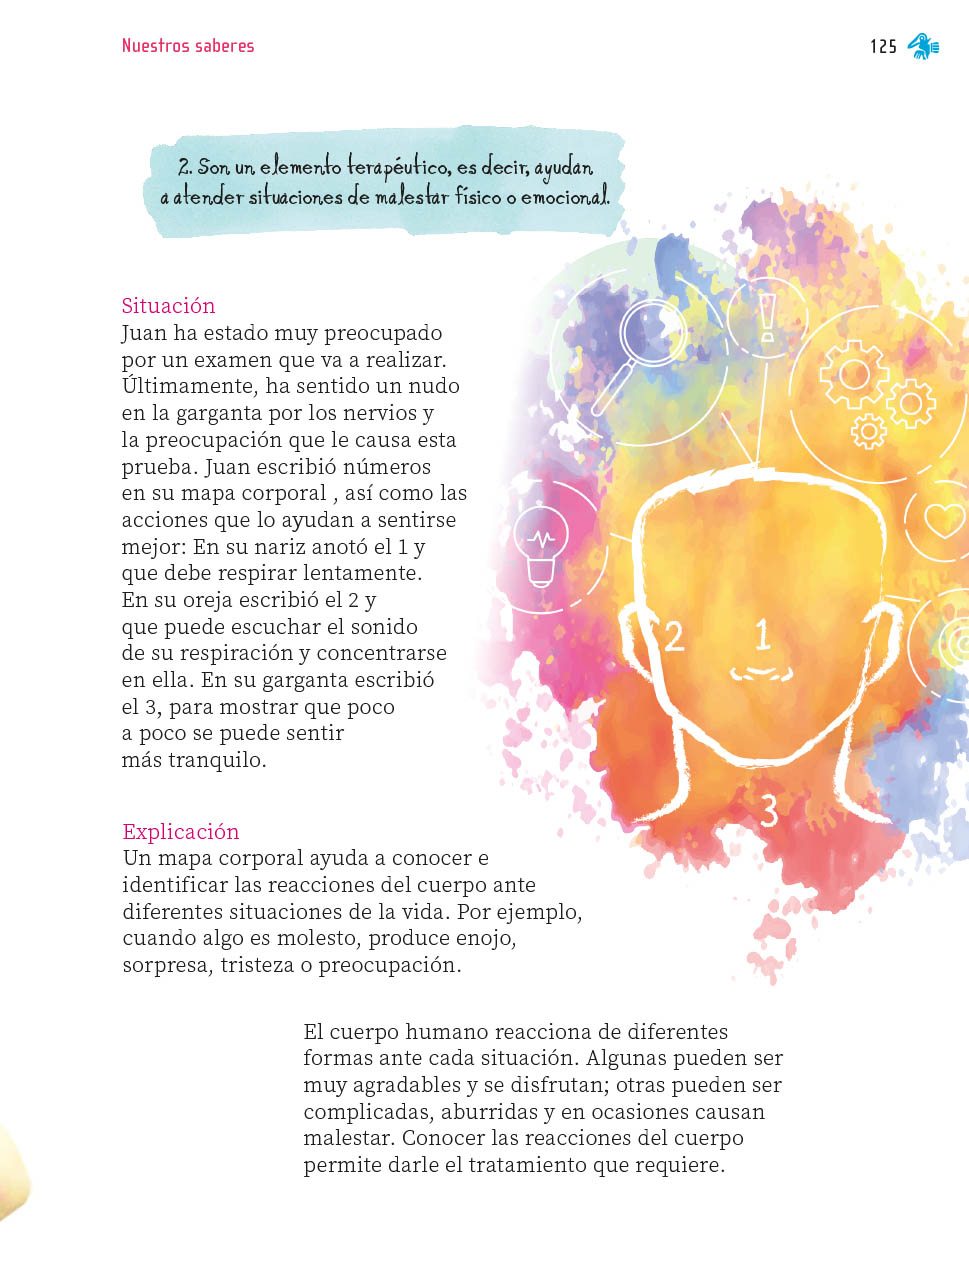 Nuestros saberes
125
2. Son un elemento terapéutico, es decir, ayudan
a atender situaciones de malestar físico o emocional.
Situación
Juan ha estado muy preocupado
por un examen que va a realizar.
Últimamente, ha sentido un nudo
en la garganta por los nervios y
la preocupación que le causa esta
prueba. Juan escribió números
en su mapa corporal , así como las
acciones que lo ayudan a sentirse
mejor: En su nariz anotó el 1 y
que debe respirar lentamente.
En su oreja escribió el 2 y
que puede escuchar el sonido
de su respiración y concentrarse
en ella. En su garganta escribió
el 3, para mostrar que poco
a poco se puede sentir
más tranquilo.
2
1
3
Explicación
Un mapa corporal ayuda a conocer e
identificar las reacciones del cuerpo ante
diferentes situaciones de la vida. Por ejemplo,
cuando algo es molesto, produce enojo,
sorpresa, tristeza o preocupación.
El cuerpo humano reacciona de diferentes
formas ante cada situación. Algunas pueden ser
muy agradables y se disfrutan; otras pueden ser
complicadas, aburridas y en ocasiones causan
malestar. Conocer las reacciones del cuerpo
permite darle el tratamiento que requiere.